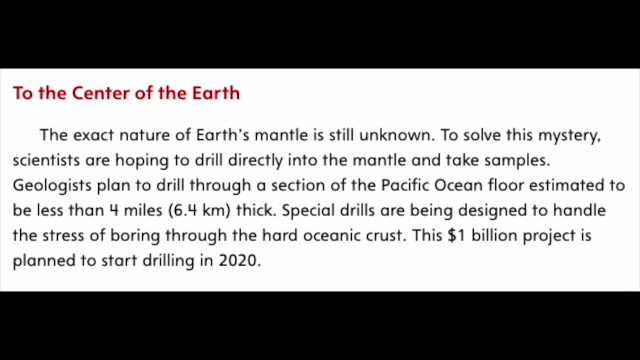 To the Center of the Earth
The exact nature of Earth's mantle is still unknown. To solve this mystery,
scientists are hoping to drill directly into the mantle and take samples.
Geologists plan to drill through a section of the Pacific Ocean floor estimated to
be less than 4 miles (6.4 km) thick. Special drills are being designed to handle
the stress of boring through the hard oceanic crust. This $1 billion project is
planned to start drilling in 2020.